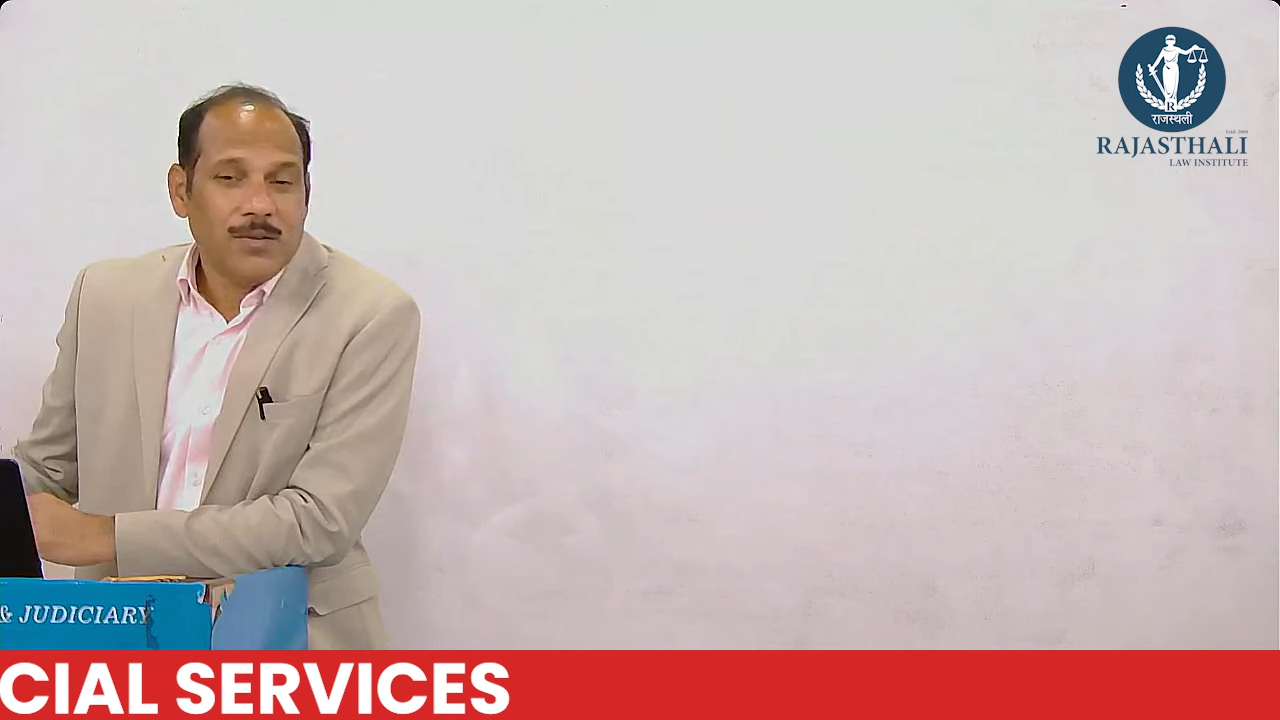 R
राजस्थली
Estd. 2008
RAJASTHALI
LAW INSTITUTE
& JUDICIARY
CIAL SERVICES